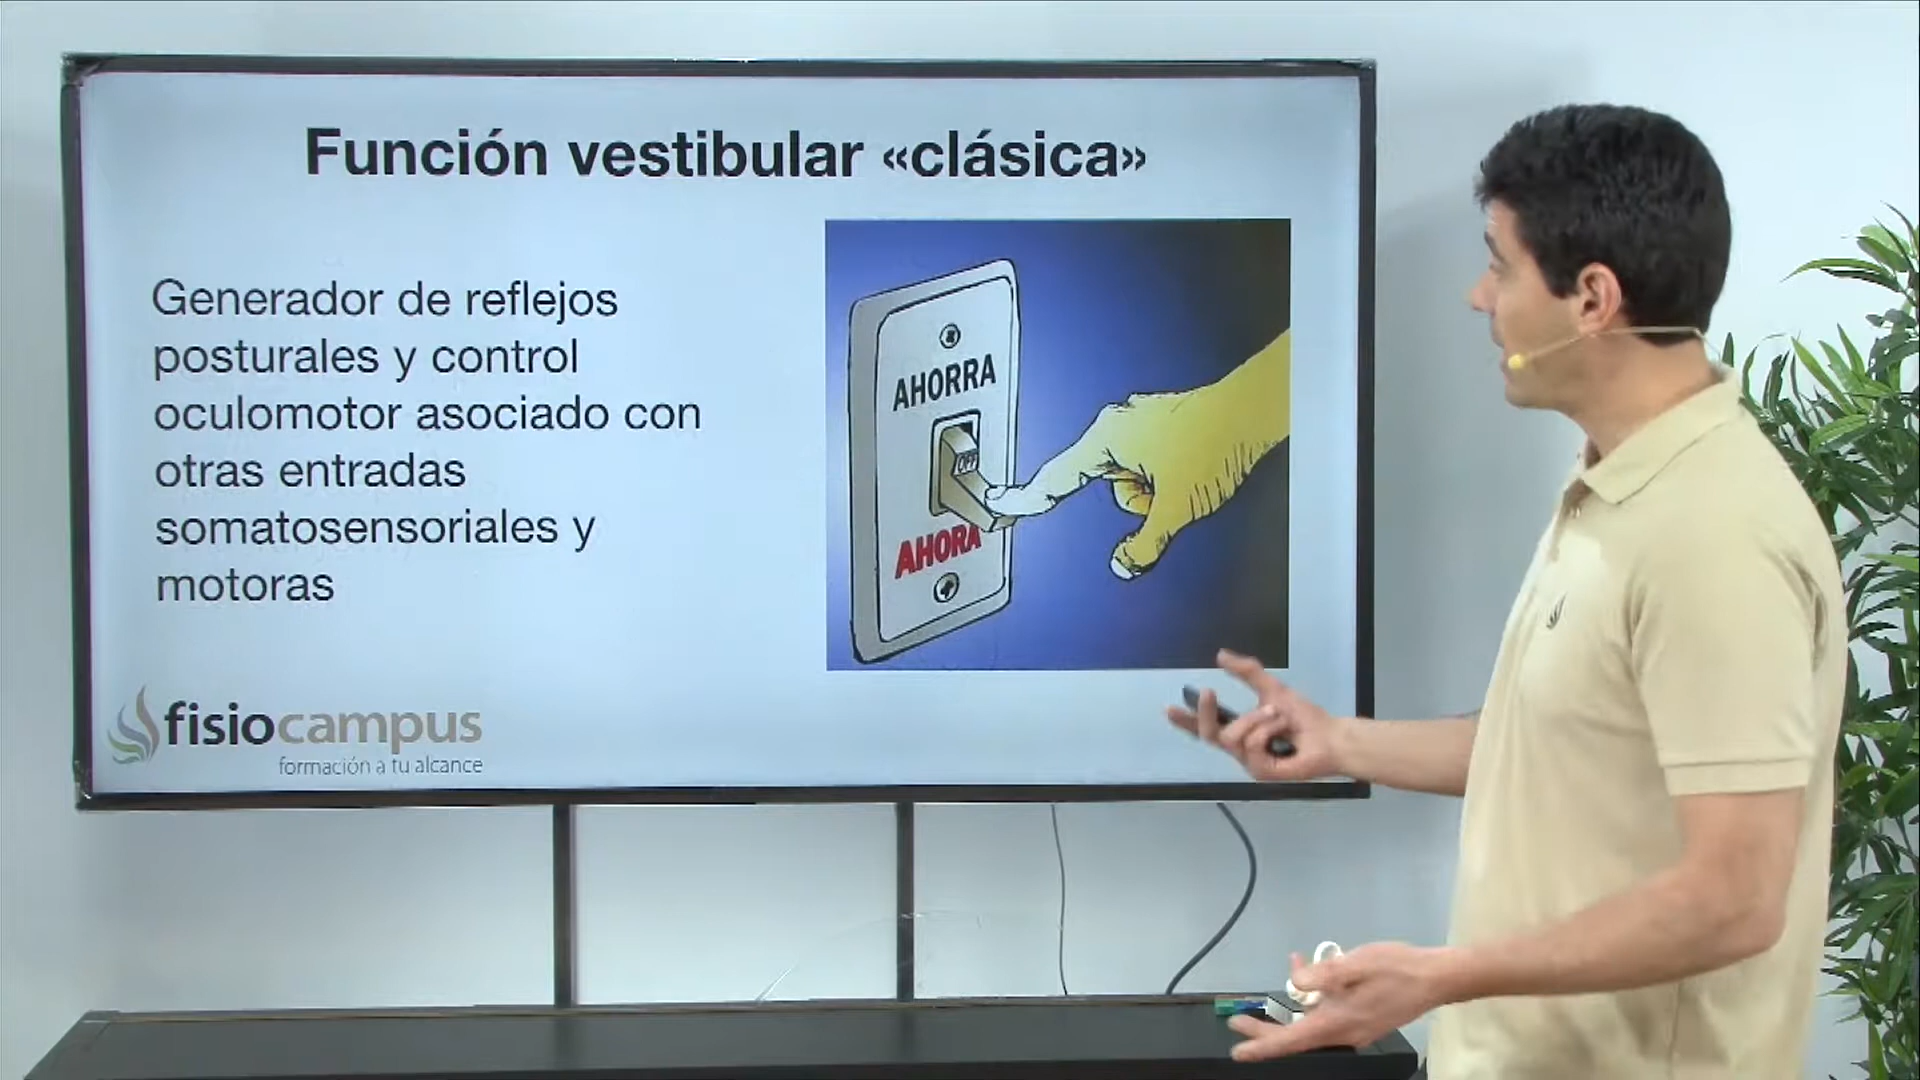 Función vestibular «clásica»
Generador de reflejos
posturales y control
oculomotor asociado con
otras entradas
somatosensoriales y
motoras
AHORRA
OFF
AHORA
fisiocampus
formación a tu alcance